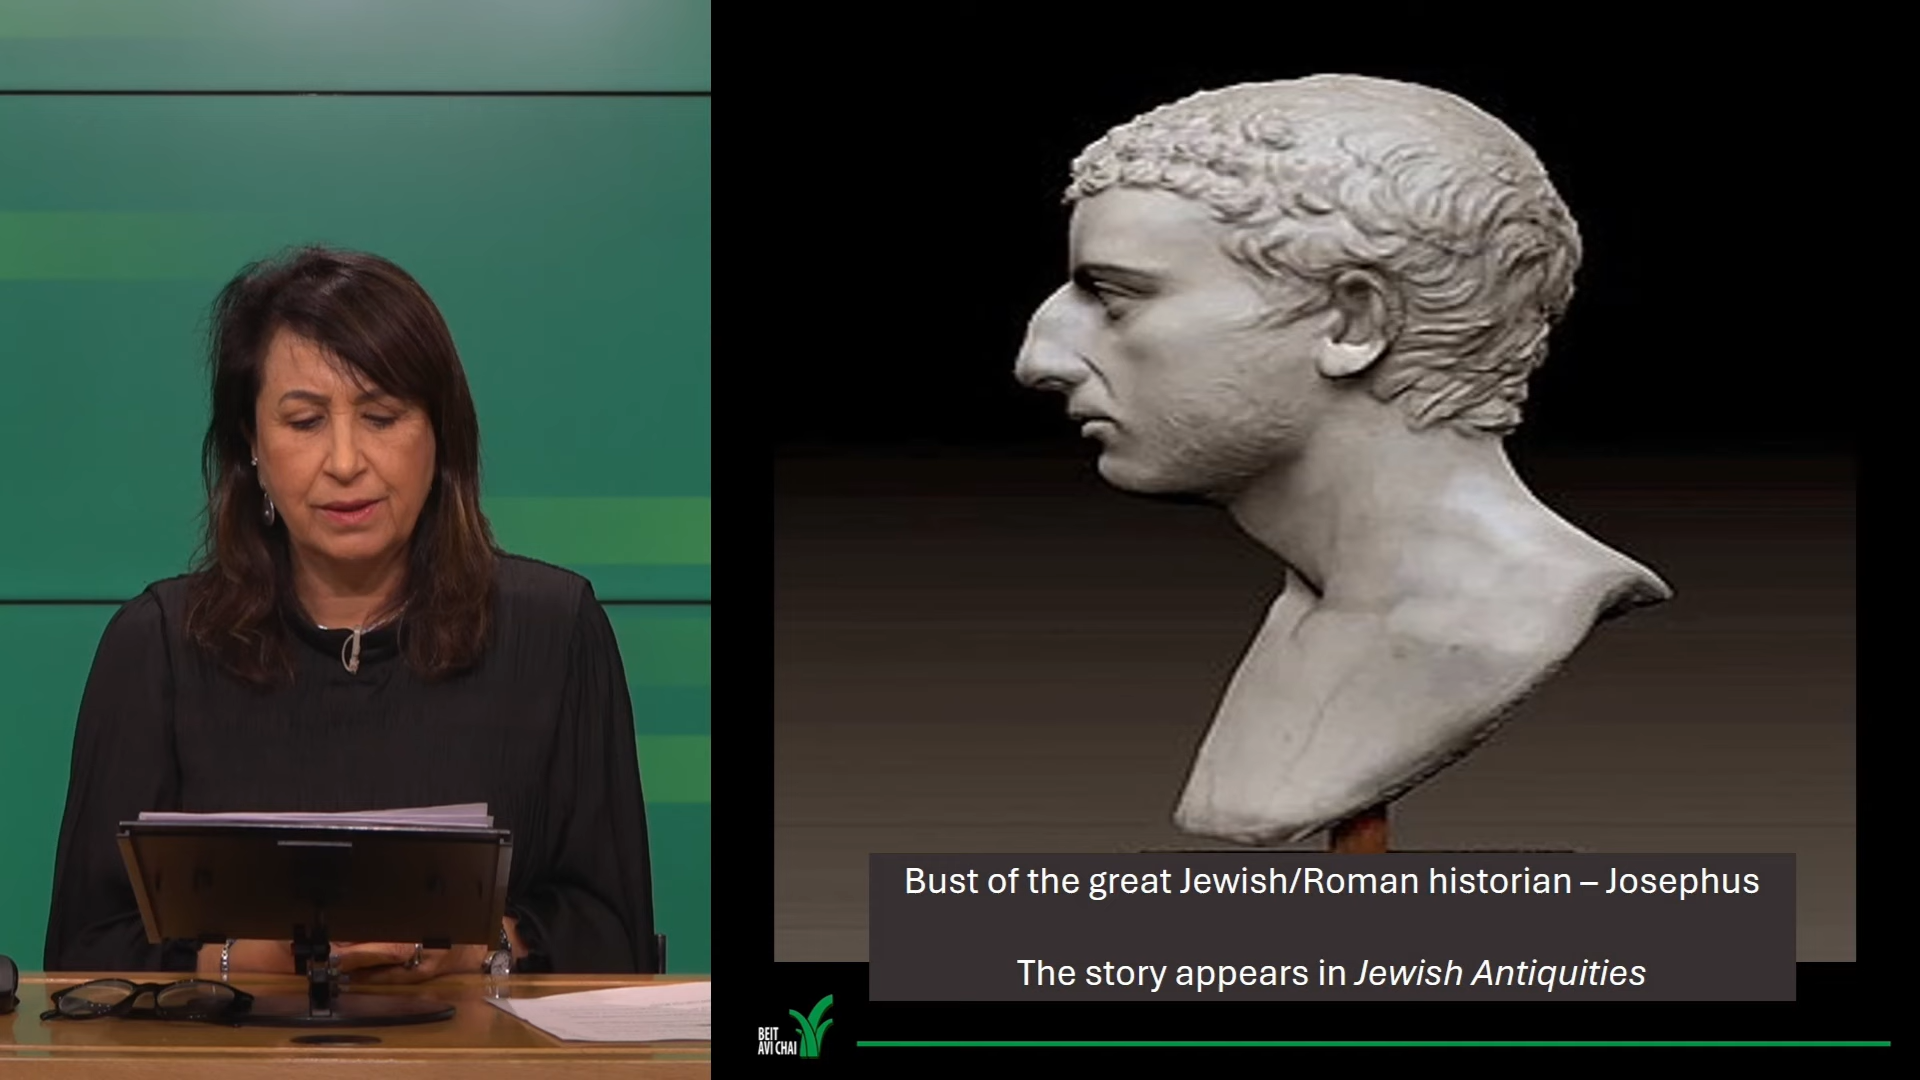 Bust of the great Jewish/Roman historian – Josephus
The story appears in Jewish Antiquities
BEIT
AVI CHAI